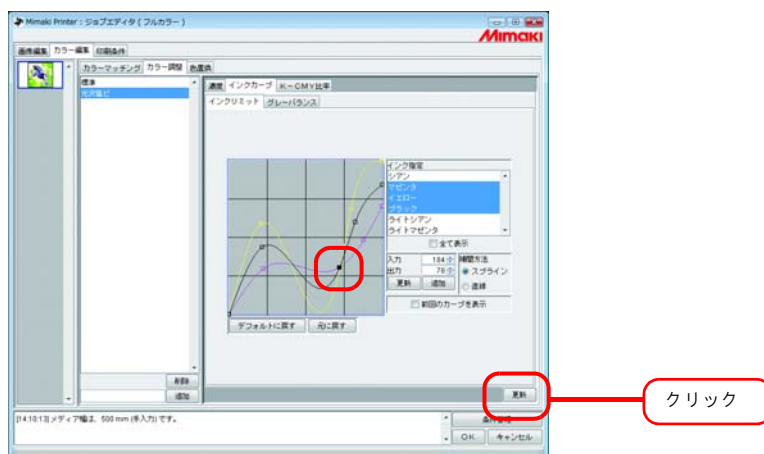 Mimaki Printer : ジョブエディタ ( フルカラー )
Mimaki
画像編集 カラー編集 印刷条件
カラーマッチング カラー調整 色置換
標準
濃度 インクカーブ K－CMY比率
インクリミット グレーバランス
インク指定
シアン
マゼンタ
イエロー
ブラック
ライトシアン
ライトマゼンタ
全て表示
入力 184 補間方法
出力 78 スプライン
更新 追加 直線
前回のカーブを表示
デフォルトに戻す 元に戻す
削除
追加
更新
クリック
[14:10:13] メディア幅は、500 mm (手入力) です。
条件管理
OK キャンセル